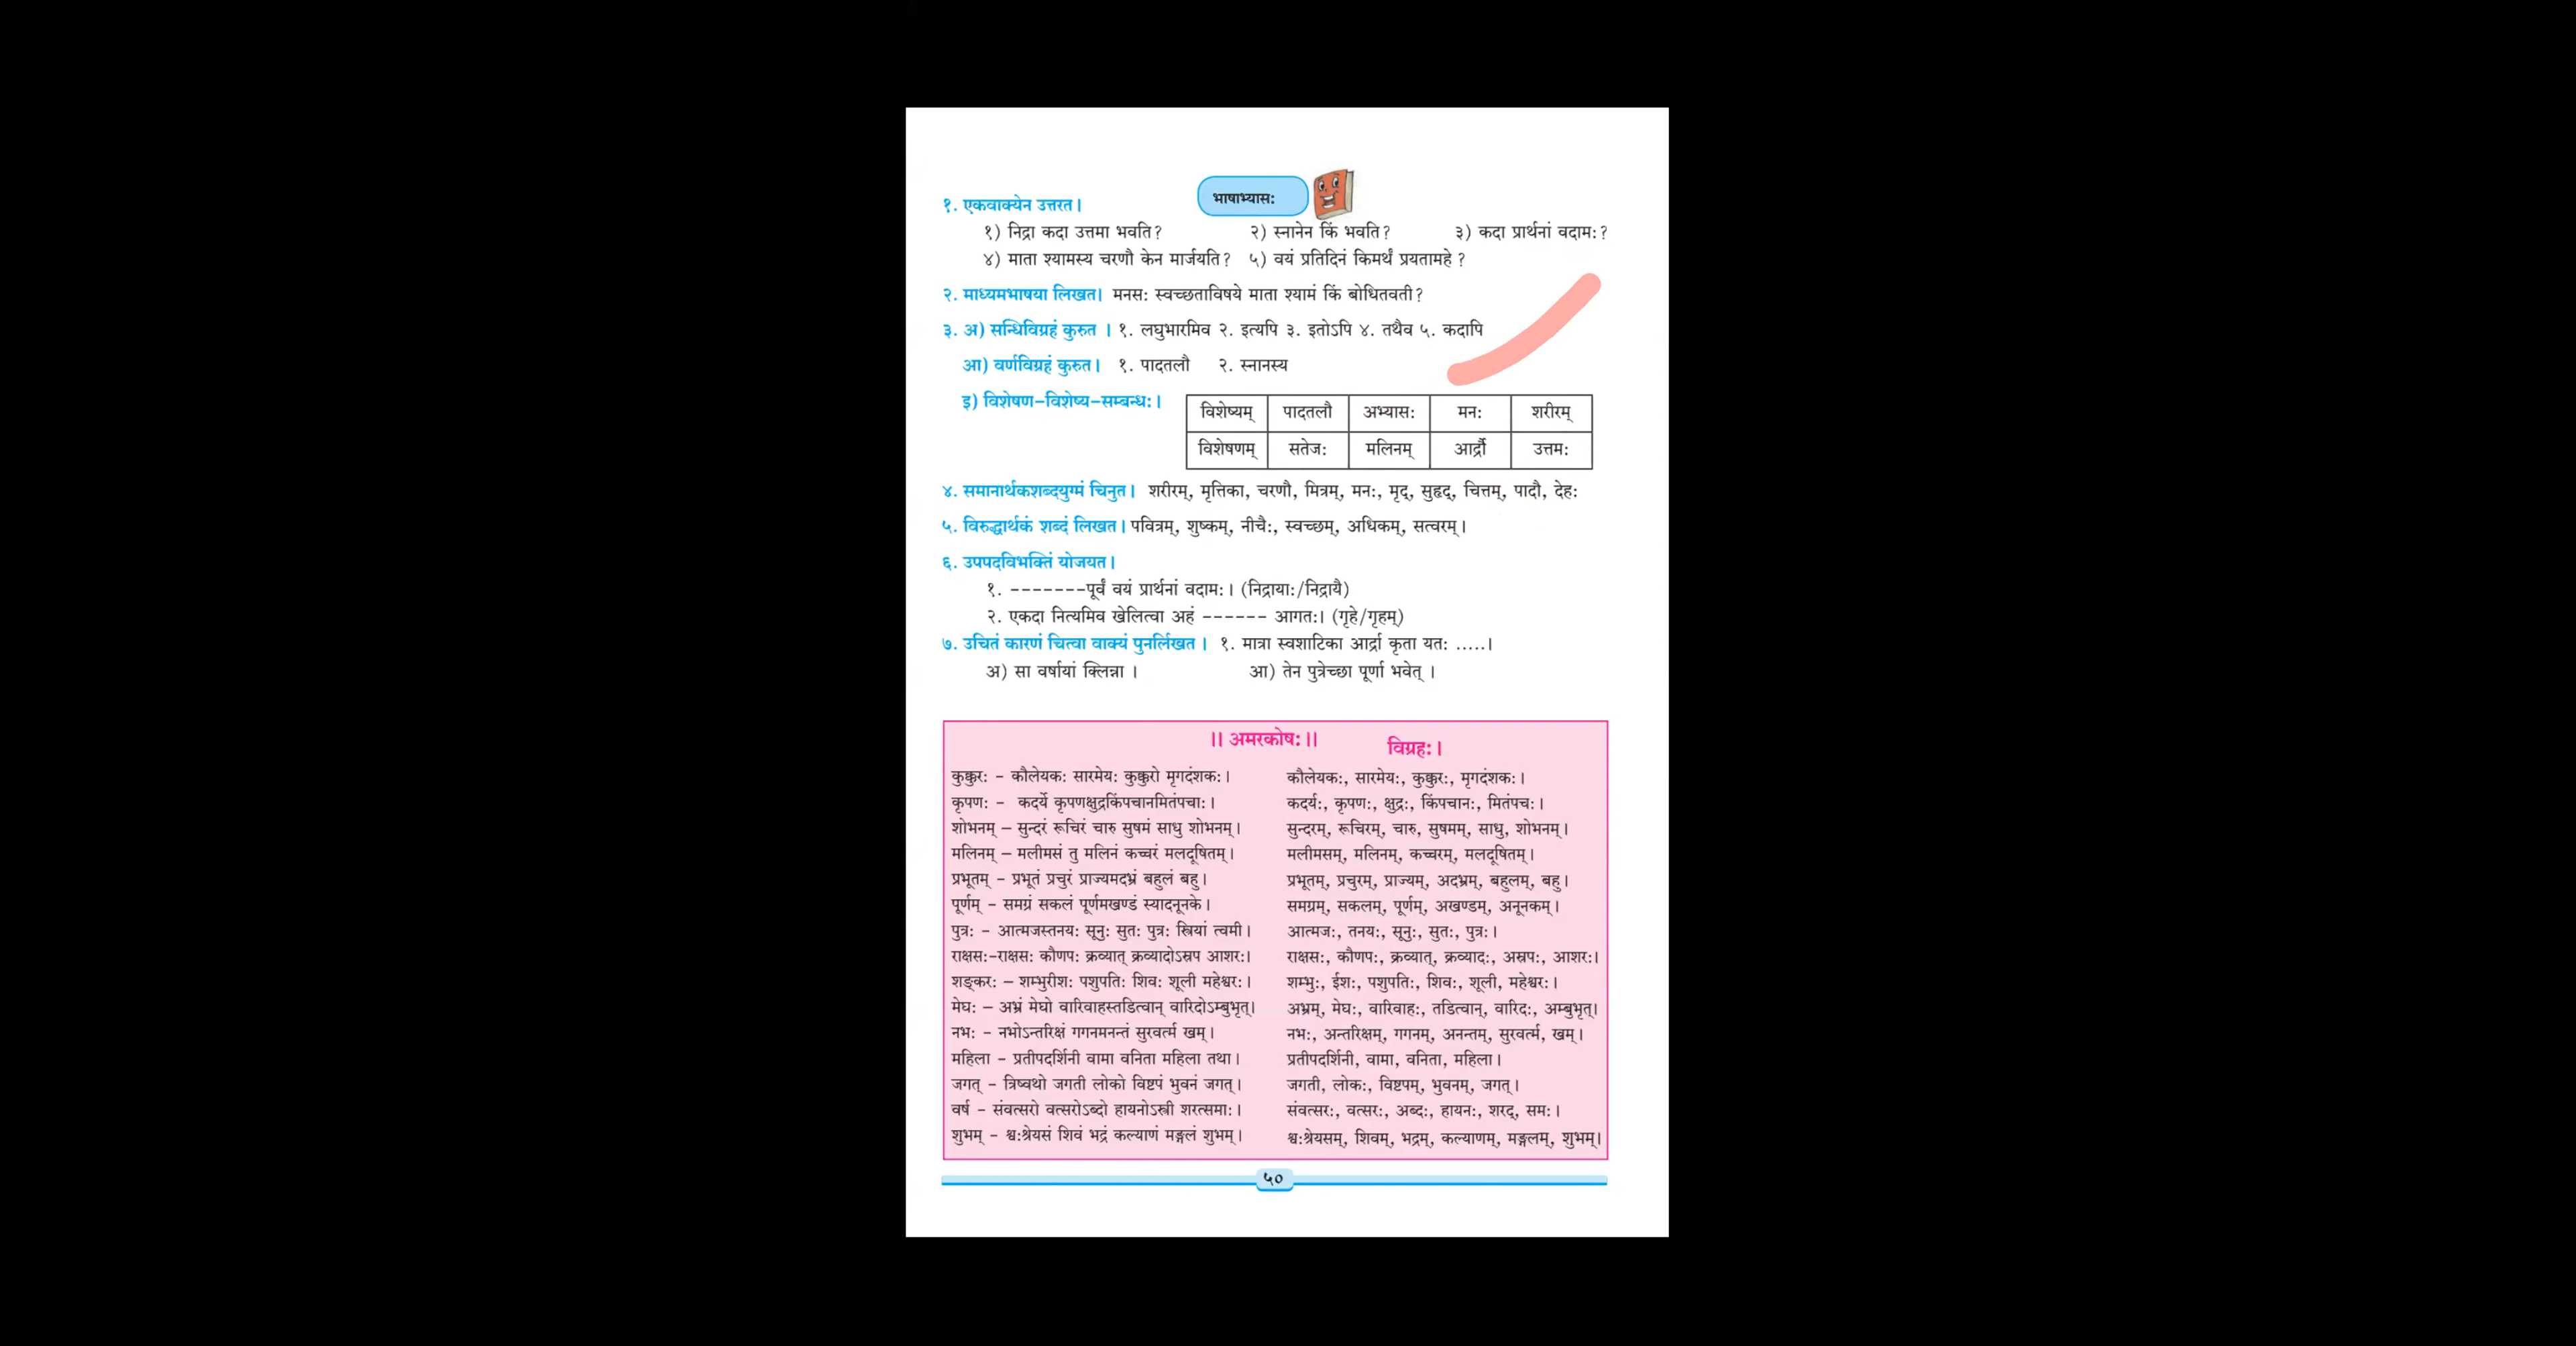 भाषाभ्यासः
१. एकवाक्येन उत्तरत।
१) निद्रा कदा उत्तमा भवति? २) स्नानेन किं भवति? ३) कदा प्रार्थनां वदामः?
४) माता श्यामस्य चरणौ केन मार्जयति? ५) वयं प्रतिदिनं किमर्थं प्रयतामहे ?
२. माध्यमभाषया लिखत। मनसः स्वच्छताविषये माता श्यामं किं बोधितवती?
३. अ) सन्धिविग्रहं कुरुत । १. लघुभारमिव २. इत्यपि ३. इतोऽपि ४. तथैव ५. कदापि
आ) वर्णविग्रहं कुरुत। १. पादतलौ २. स्नानस्य
इ) विशेषण–विशेष्य–सम्बन्धः।
विशेष्यम् पादतलौ अभ्यासः मनः शरीरम्
विशेषणम् सतेजः मलिनम् आर्द्रौ उत्तमः
४. समानार्थकशब्दयुग्मं चिनुत। शरीरम्, मृत्तिका, चरणौ, मित्रम्, मनः, मृद्, सुहृद्, चित्तम्, पादौ, देहः
५. विरुद्धार्थकं शब्दं लिखत। पवित्रम्, शुष्कम्, नीचैः, स्वच्छम्, अधिकम्, सत्वरम्।
६. उपपदविभक्तिं योजयत।
१. -------पूर्वं वयं प्रार्थनां वदामः। (निद्रायाः/निद्रायै)
२. एकदा नित्यमिव खेलित्वा अहं ------ आगतः। (गृहे/गृहम्)
७. उचितं कारणं चित्वा वाक्यं पुनर्लिखत । १. मात्रा स्वशाटिका आर्द्रा कृता यतः .....।
अ) सा वर्षायां क्लिन्ना । आ) तेन पुत्रेच्छा पूर्णा भवेत् ।
।। अमरकोषः।। विग्रहः।
कुक्कुरः - कौलेयकः सारमेयः कुक्कुरो मृगदंशकः। कौलेयकः, सारमेयः, कुक्कुरः, मृगदंशकः।
कृपणः - कदर्ये कृपणक्षुद्रकिंपचानमितंपचाः। कदर्यः, कृपणः, क्षुद्रः, किंपचानः, मितंपचः।
शोभनम् – सुन्दरं रूचिरं चारु सुषमं साधु शोभनम्। सुन्दरम्, रूचिरम्, चारु, सुषमम्, साधु, शोभनम्।
मलिनम् – मलीमसं तु मलिनं कच्चरं मलदूषितम्। मलीमसम्, मलिनम्, कच्चरम्, मलदूषितम्।
प्रभूतम् - प्रभूतं प्रचुरं प्राज्यमदभ्रं बहुलं बहु। प्रभूतम्, प्रचुरम्, प्राज्यम्, अदभ्रम्, बहुलम्, बहु।
पूर्णम् - समग्रं सकलं पूर्णमखण्डं स्यादनूनके। समग्रम्, सकलम्, पूर्णम्, अखण्डम्, अनूनकम्।
पुत्रः - आत्मजस्तनयः सूनुः सुतः पुत्रः स्त्रियां त्वमी। आत्मजः, तनयः, सूनुः, सुतः, पुत्रः।
राक्षसः-राक्षसः कौणपः क्रव्यात् क्रव्यादोऽस्रप आशरः। राक्षसः, कौणपः, क्रव्यात्, क्रव्यादः, अस्रपः, आशरः।
शङ्करः – शम्भुरीशः पशुपतिः शिवः शूली महेश्वरः। शम्भुः, ईशः, पशुपतिः, शिवः, शूली, महेश्वरः।
मेघः – अभ्रं मेघो वारिवाहस्तडित्वान् वारिदोऽम्बुभृत्। अभ्रम्, मेघः, वारिवाहः, तडित्वान्, वारिदः, अम्बुभृत्।
नभः - नभोऽन्तरिक्षं गगनमनन्तं सुरवर्त्म खम्। नभः, अन्तरिक्षम्, गगनम्, अनन्तम्, सुरवर्त्म, खम्।
महिला - प्रतीपदर्शिनी वामा वनिता महिला तथा। प्रतीपदर्शिनी, वामा, वनिता, महिला।
जगत् - त्रिष्वथो जगती लोको विष्टपं भुवनं जगत्। जगती, लोकः, विष्टपम्, भुवनम्, जगत्।
वर्ष - संवत्सरो वत्सरोऽब्दो हायनोऽस्त्री शरत्समाः। संवत्सरः, वत्सरः, अब्दः, हायनः, शरद्, समः।
शुभम् - श्वःश्रेयसं शिवं भद्रं कल्याणं मङ्गलं शुभम्। श्वःश्रेयसम्, शिवम्, भद्रम्, कल्याणम्, मङ्गलम्, शुभम्।
५०